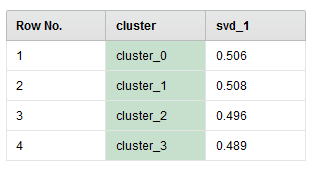 Row No. cluster svd_1
1 cluster_0 0.506
2 cluster_1 0.508
3 cluster_2 0.496
4 cluster_3 0.489